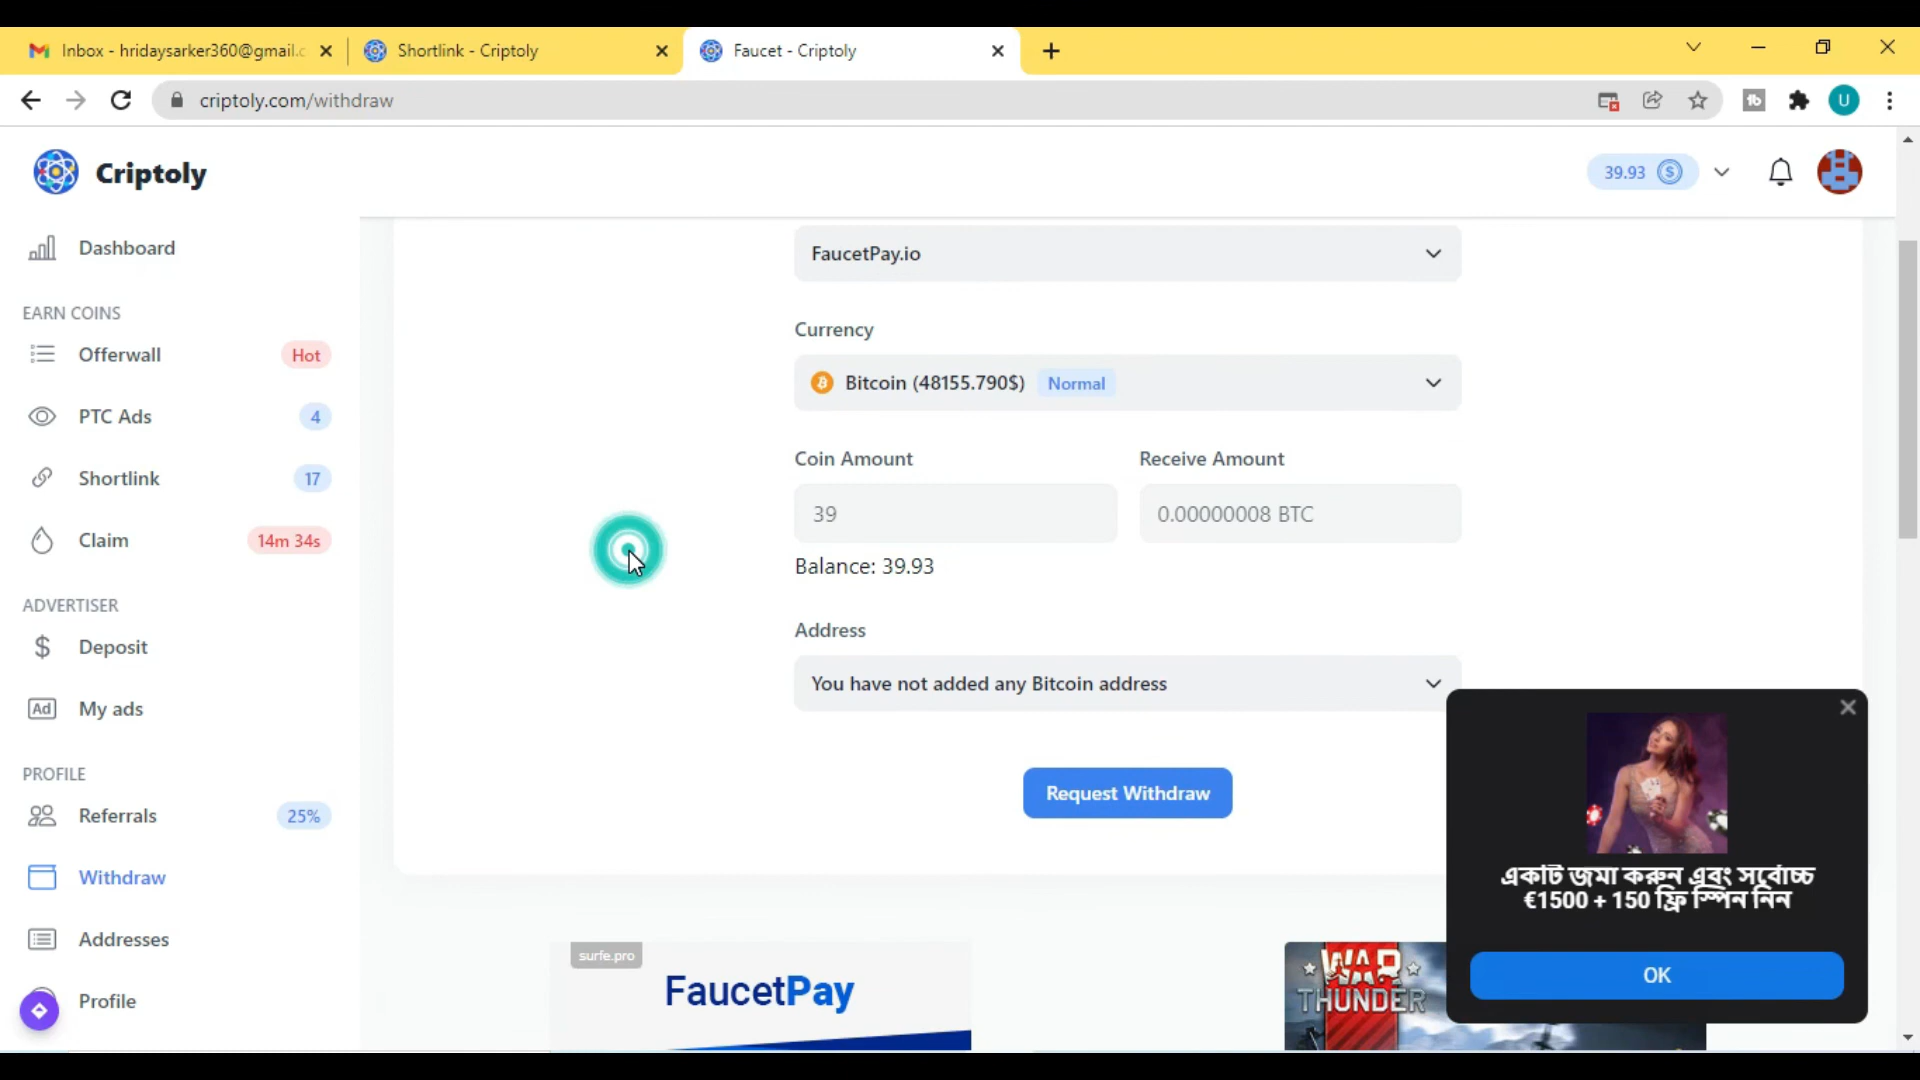 Inbox - hridaysarker360@gmail.c
Shortlink - Criptoly
Faucet - Criptoly
criptoly.com/withdraw
U
Criptoly
39.93
Dashboard
EARN COINS
Offerwall Hot
PTC Ads 4
Shortlink 17
Claim 14m 34s
ADVERTISER
Deposit
Ad My ads
PROFILE
Referrals 25%
Withdraw
Addresses
Profile
FaucetPay.io
Currency
Bitcoin (48155.790$) Normal
Coin Amount Receive Amount
39 0.00000008 BTC
Balance: 39.93
Address
You have not added any Bitcoin address
Request Withdraw
surfe.pro
FaucetPay
WAR
THUNDER
একটি জমা করুন এবং সর্বোচ্চ
€1500 + 150 ফ্রি স্পিন নিন
OK